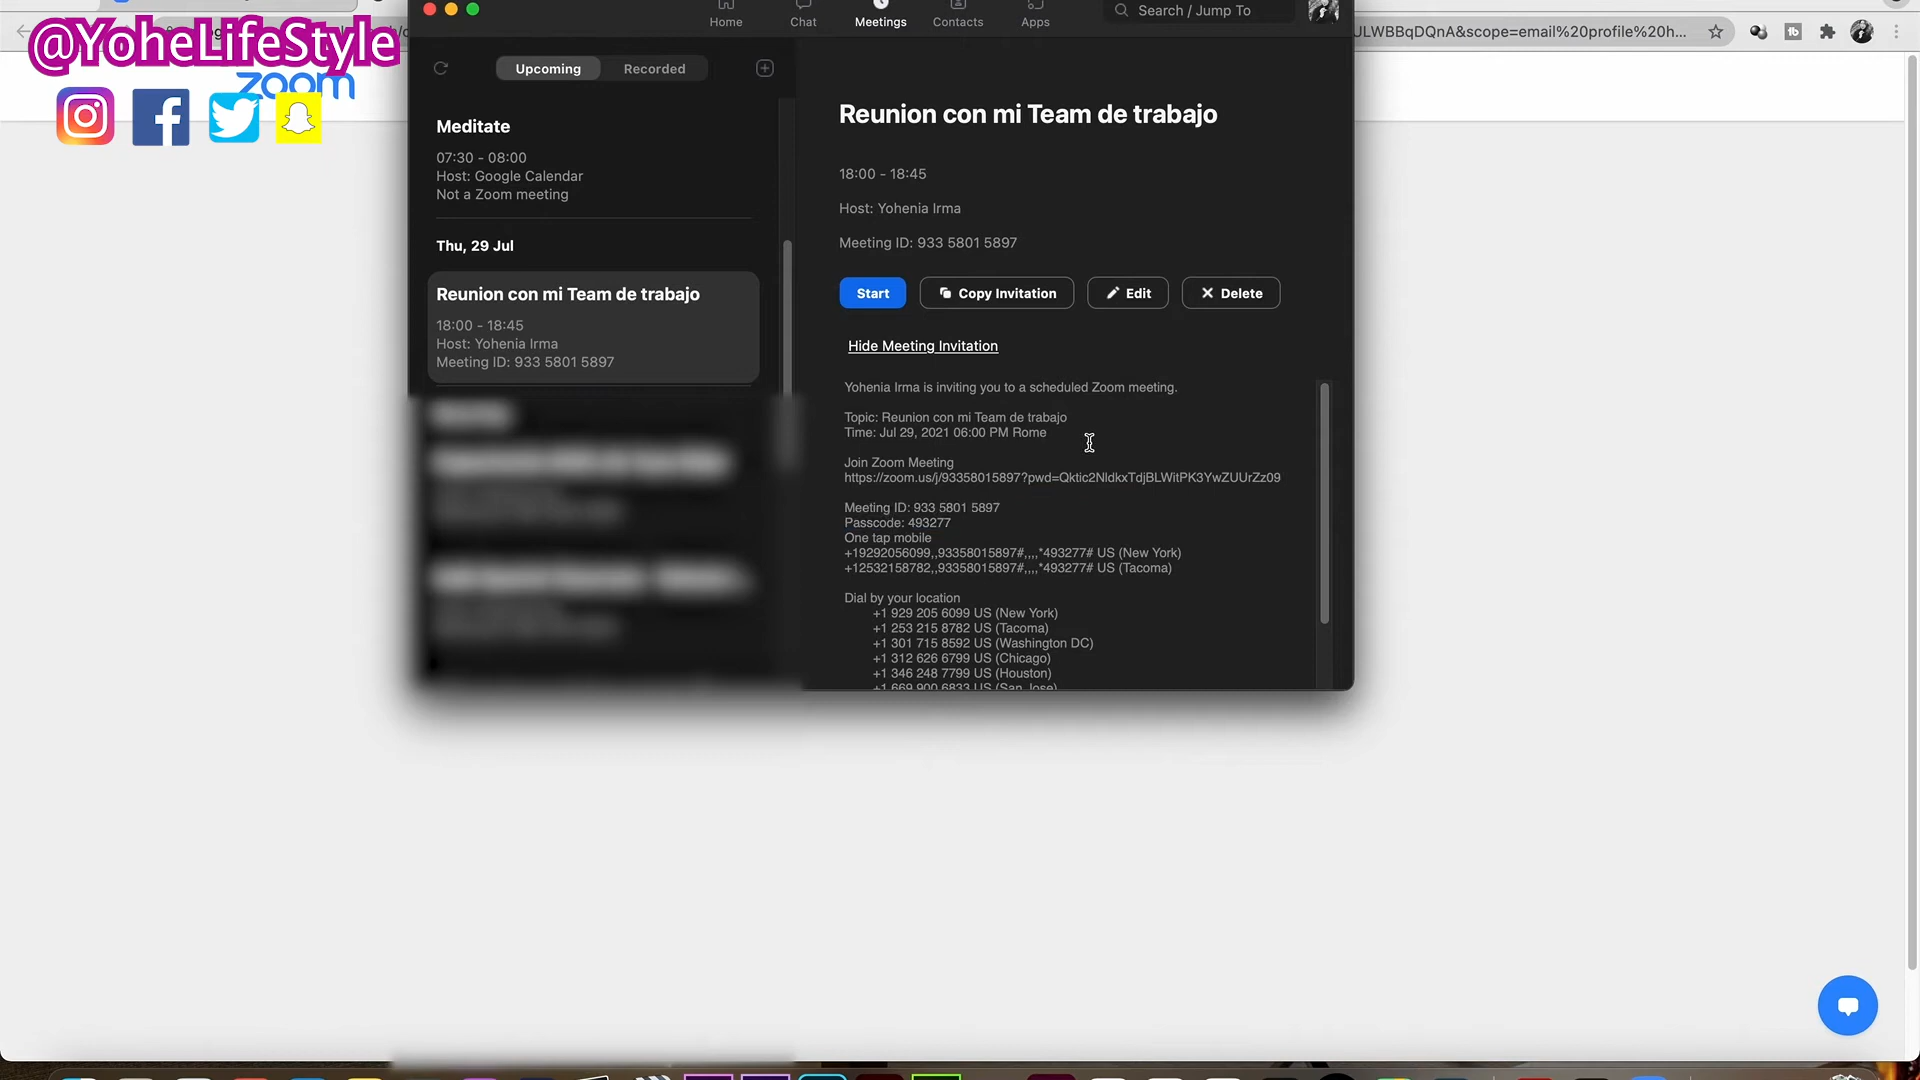 @YoheLifeStyle
zoom
Home
Chat
Meetings
Contacts
Apps
Search / Jump To
JLWBBqDQnA&scope=email%20profile%20h...
Upcoming
Recorded
Meditate
07:30 - 08:00
Host: Google Calendar
Not a Zoom meeting
Thu, 29 Jul
Reunion con mi Team de trabajo
18:00 - 18:45
Host: Yohenia Irma
Meeting ID: 933 5801 5897
Reunion con mi Team de trabajo
18:00 - 18:45
Host: Yohenia Irma
Meeting ID: 933 5801 5897
Start
Copy Invitation
Edit
Delete
Hide Meeting Invitation
Yohenia Irma is inviting you to a scheduled Zoom meeting.
Topic: Reunion con mi Team de trabajo
Time: Jul 29, 2021 06:00 PM Rome
Join Zoom Meeting
https://zoom.us/j/93358015897?pwd=Qktic2NldkxTdjBLWitPK3YwZUUrZz09
Meeting ID: 933 5801 5897
Passcode: 493277
One tap mobile
+19292056099,,93358015897#,,,,*493277# US (New York)
+12532158782,,93358015897#,,,,*493277# US (Tacoma)
Dial by your location
+1 929 205 6099 US (New York)
+1 253 215 8782 US (Tacoma)
+1 301 715 8592 US (Washington DC)
+1 312 626 6799 US (Chicago)
+1 346 248 7799 US (Houston)
+1 669 900 6833 US (San Jose)